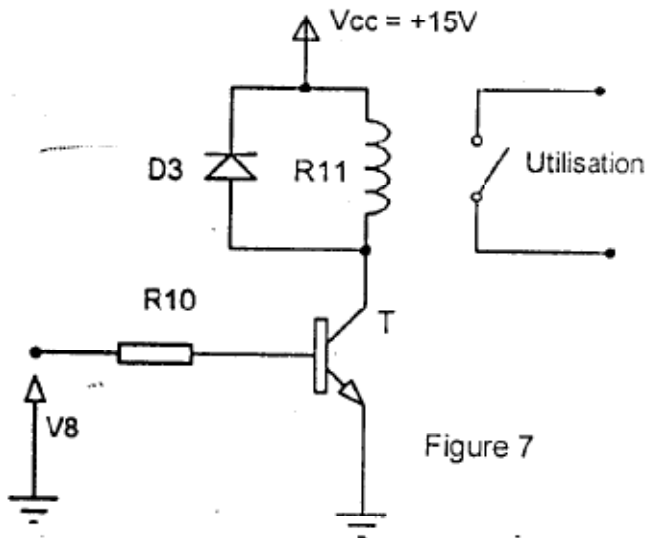 Vcc = +15V
D3
R11
Utilisation
R10
T
V8
Figure 7